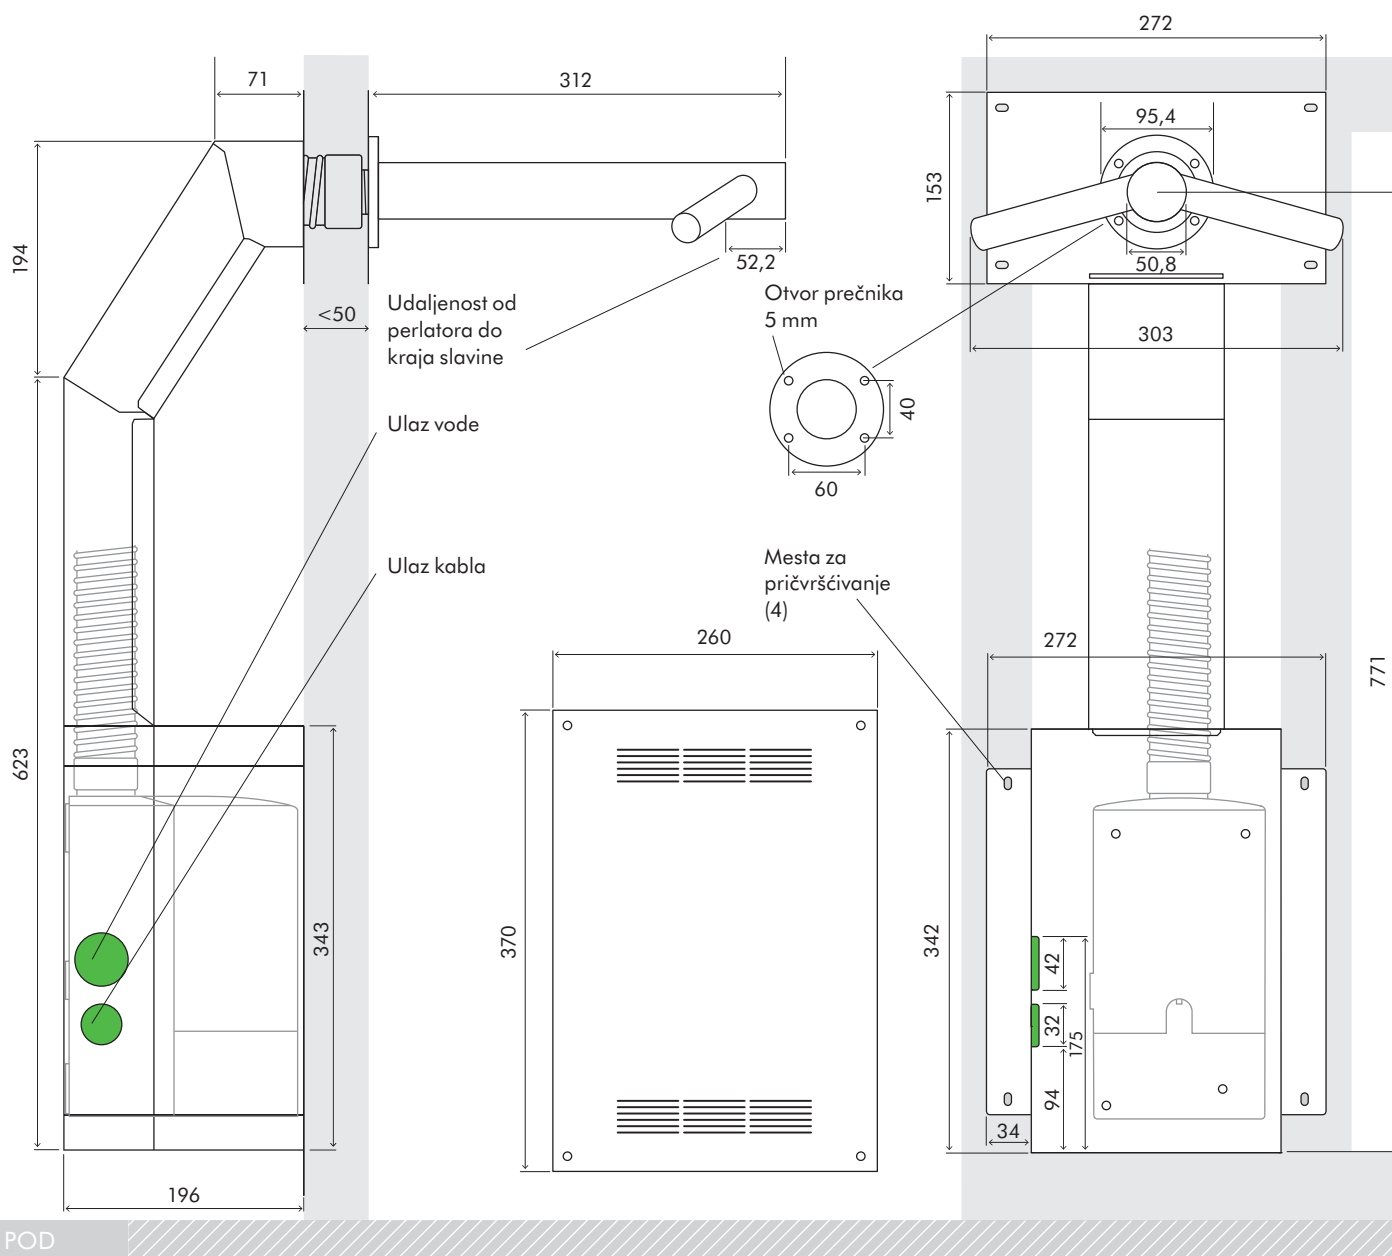 272
71
312
95,4
153
194
52,2
50,8
<50
Udaljenost od
perlatora do
kraja slavine
Otvor prečnika
5 mm
303
40
Ulaz vode
60
Ulaz kabla
Mesta za
pričvršćivanje
(4)
260
272
771
623
343
370
342
42
32
175
94
34
196
POD